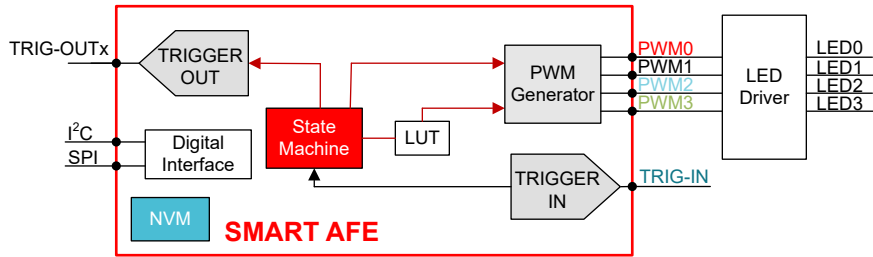 TRIG-OUTx
TRIGGER
OUT
I²C
SPI
Digital
Interface
NVM
SMART AFE
State
Machine
LUT
PWM
Generator
TRIGGER
IN
PWM0
PWM1
PWM2
PWM3
TRIG-IN
LED
Driver
LED0
LED1
LED2
LED3